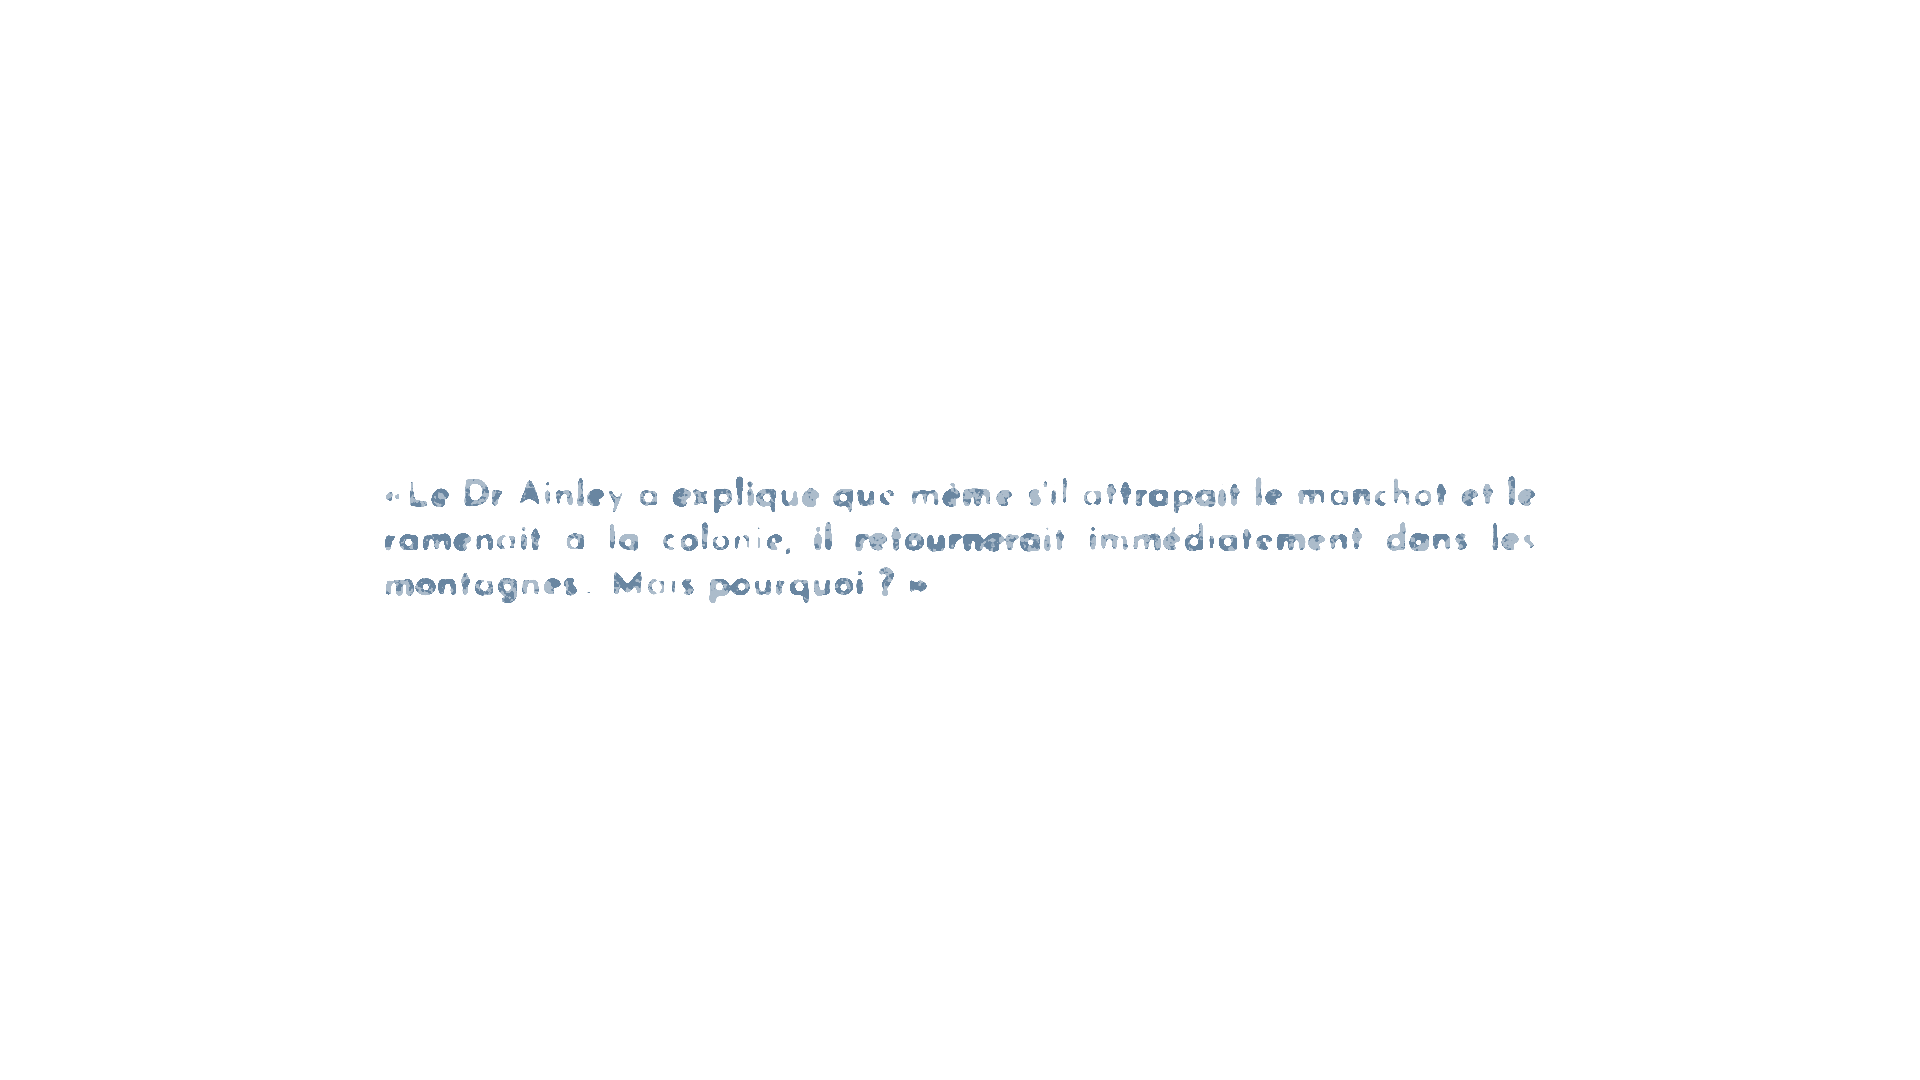 « Le Dr Ainley a expliqué que même s'il attrapait le manchot et le
ramenait à la colonie, il retournerait immédiatement dans les
montagnes. Mais pourquoi ? »